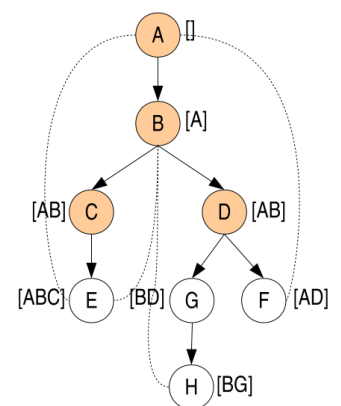 A []
B [A]
[AB] C D [AB]
[ABC] E [BD] G F [AD]
H [BG]